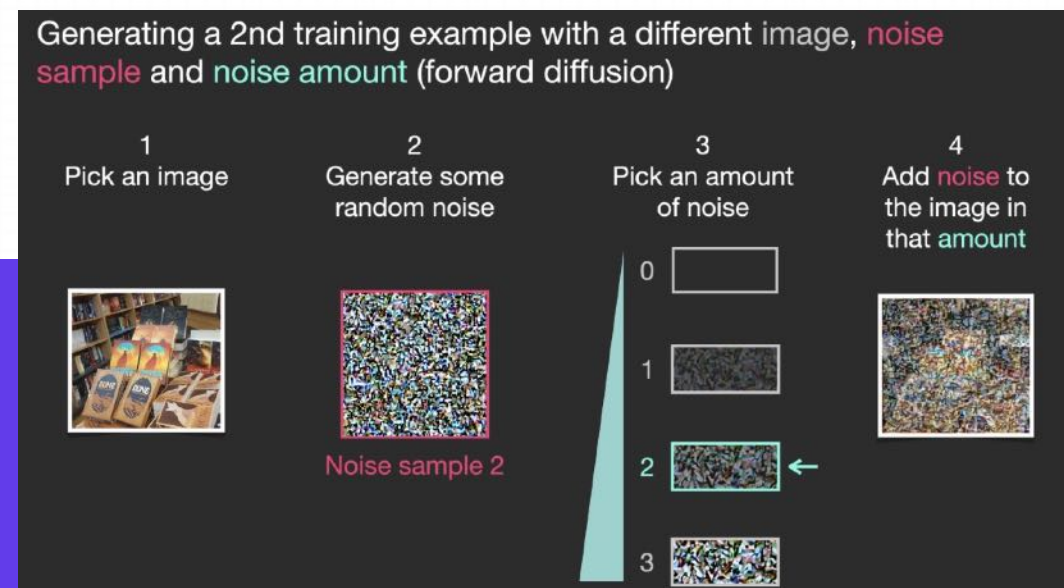 Generating a 2nd training example with a different image, noise
sample and noise amount (forward diffusion)
1
Pick an image
2
Generate some
random noise
Noise sample 2
3
Pick an amount
of noise
0
1
2
3
4
Add noise to
the image in
that amount
DUNE